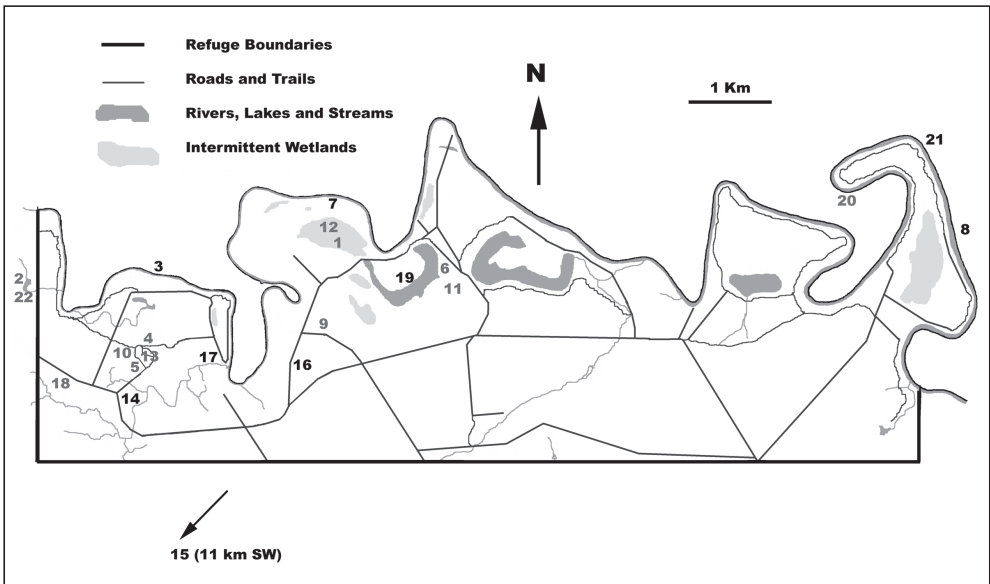 Refuge Boundaries
Roads and Trails
Rivers, Lakes and Streams
Intermittent Wetlands
N
1 Km
21
20
7
8
12
1
3
6
19
11
2
22
9
4
10 13
5
17
16
18
14
15 (11 km SW)